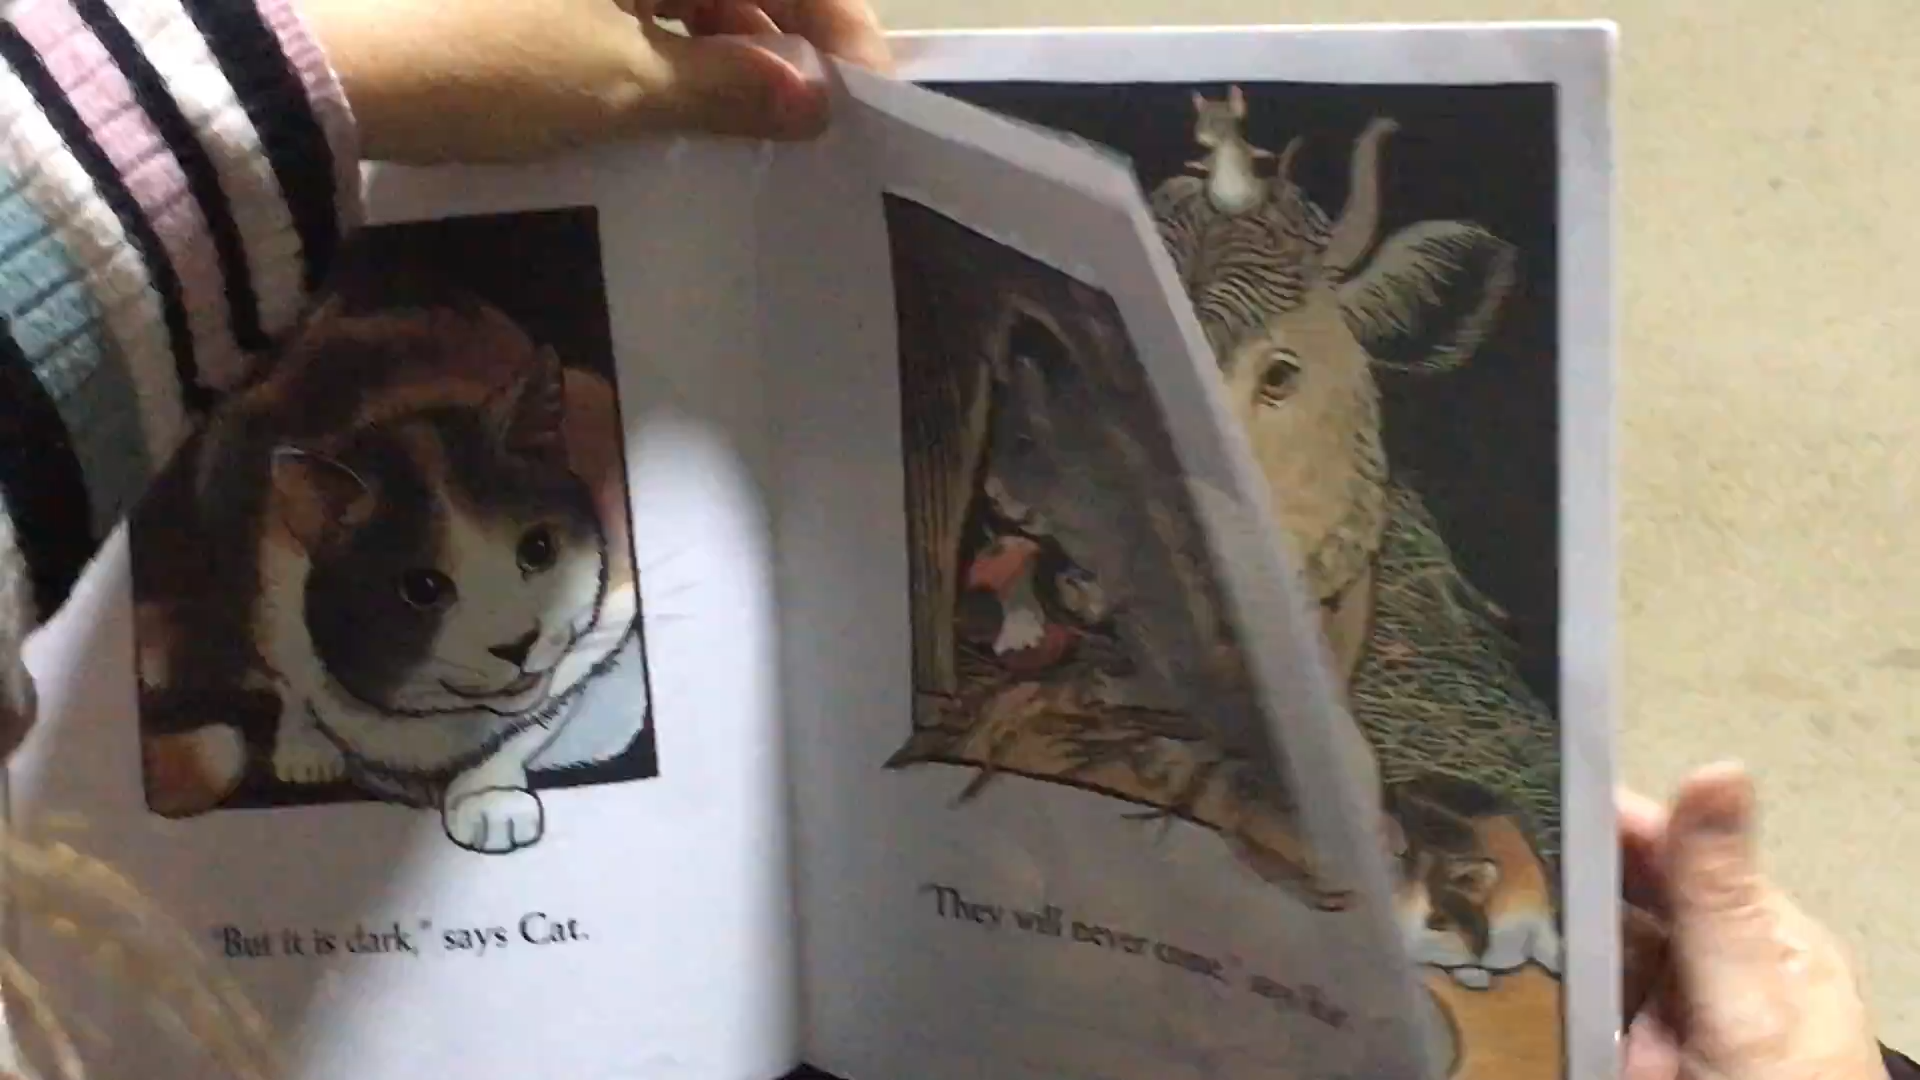 "But it is dark," says Cat.
"They will never come," says